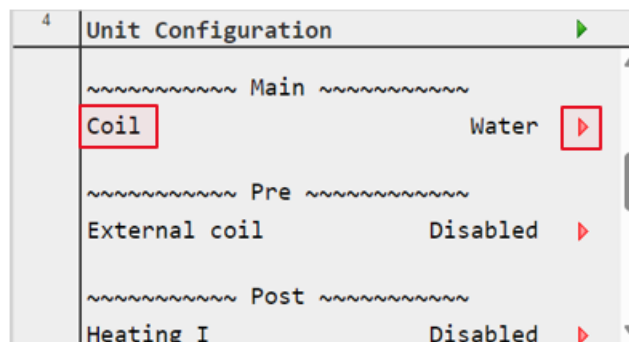 4
Unit Configuration
~~~~~~~~~~~ Main ~~~~~~~~~~~
Coil Water
~~~~~~~~~~~ Pre ~~~~~~~~~~~~
External coil Disabled
~~~~~~~~~~~ Post ~~~~~~~~~~~
Heating I Disabled